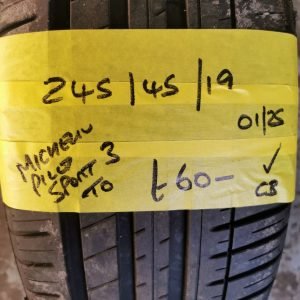 245/45/19
01/25
MICHELIN
PILOT
SPORT 3
TO
£60-
✓
CB